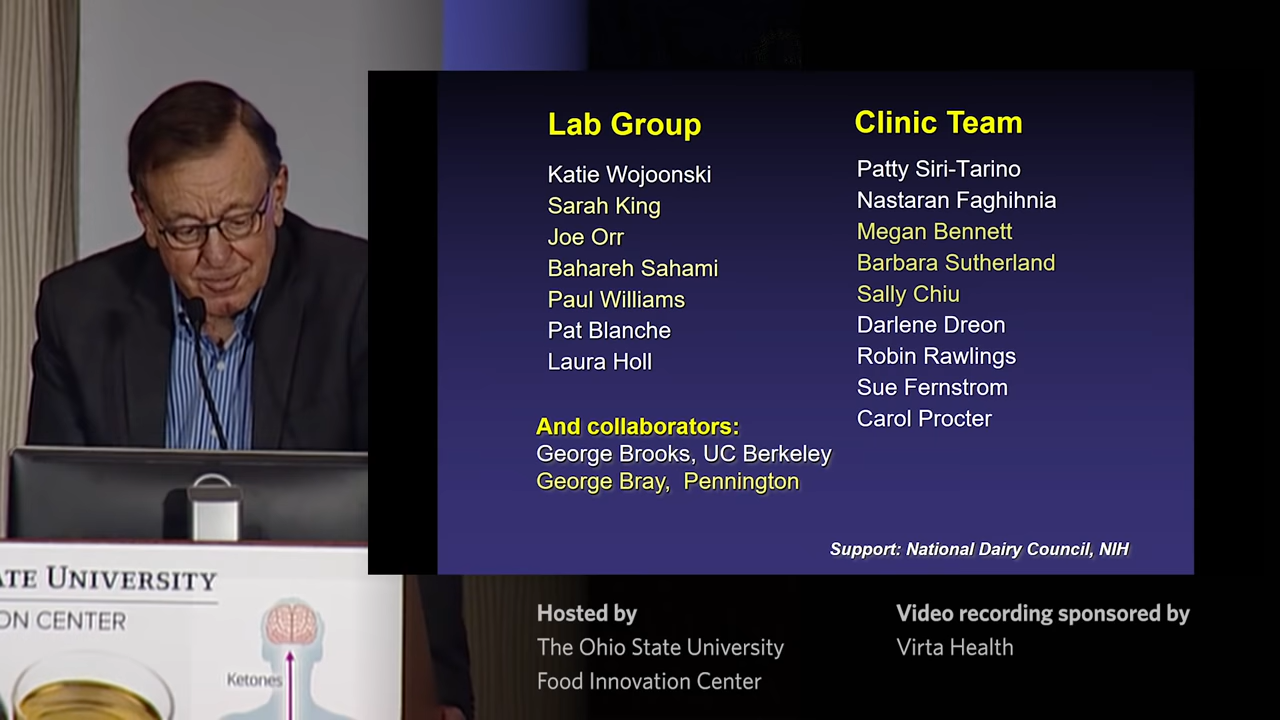 Lab Group
Katie Wojoonski
Sarah King
Joe Orr
Bahareh Sahami
Paul Williams
Pat Blanche
Laura Holl
And collaborators:
George Brooks, UC Berkeley
George Bray, Pennington
Clinic Team
Patty Siri-Tarino
Nastaran Faghihnia
Megan Bennett
Barbara Sutherland
Sally Chiu
Darlene Dreon
Robin Rawlings
Sue Fernstrom
Carol Procter
Support: National Dairy Council, NIH
ATE UNIVERSITY
ON CENTER
Ketones
Hosted by
The Ohio State University
Food Innovation Center
Video recording sponsored by
Virta Health